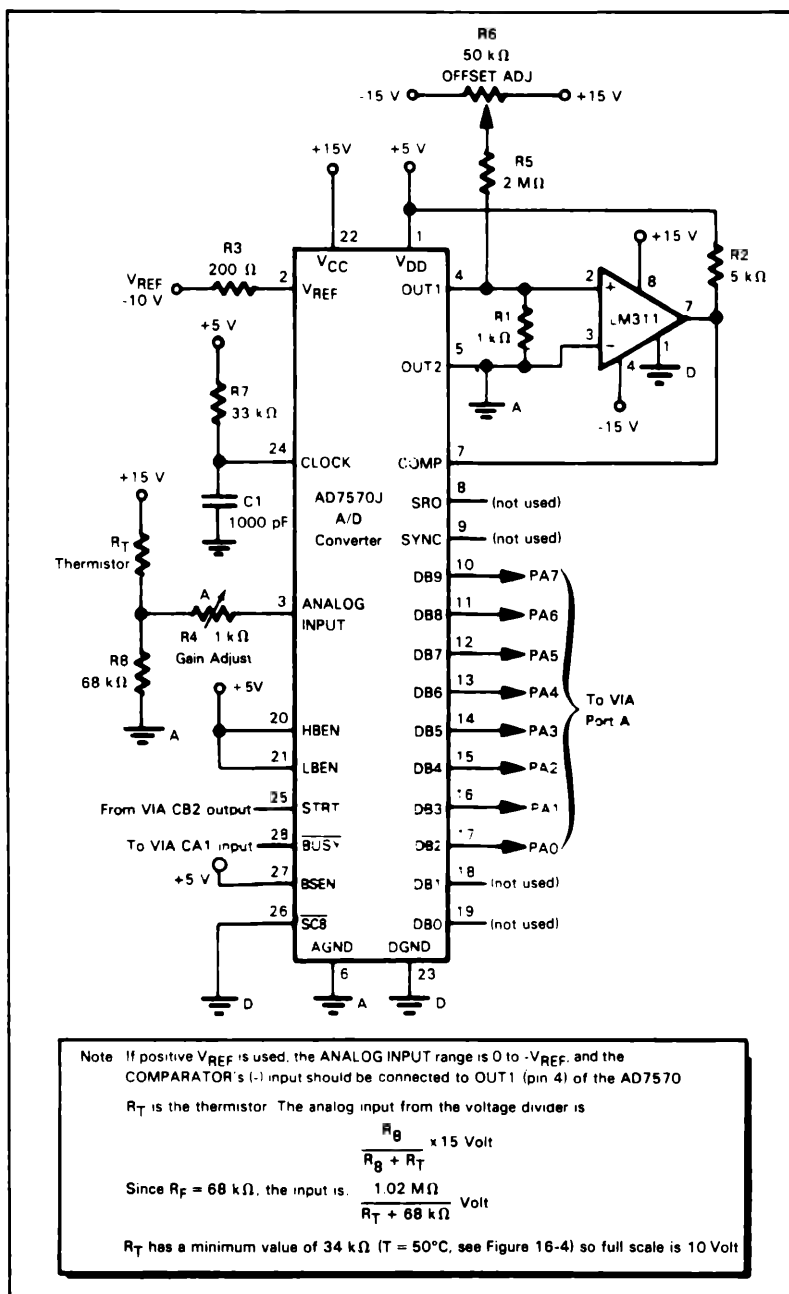 R6
50 kΩ
OFFSET ADJ
-15 V
+15 V
+15V
+5 V
R5
2 MΩ
22
1
R3
200 Ω
VCC
VDD
+15 V
R2
5 kΩ
VREF
-10 V
2
VREF
4
OUT1
2
+
8
LM311
7
R1
1 kΩ
3
-
1
D
4
-15 V
5
OUT2
A
+5 V
R7
33 kΩ
24
CLOCK
COMP
7
C1
1000 pF
AD7570J
A/D
Converter
SRO
8
(not used)
SYNC
9
(not used)
+15 V
RT
Thermistor
DB9
10
PA7
A
3
ANALOG
INPUT
R4 1 kΩ
Gain Adjust
DB8
11
PA6
DB7
12
PA5
R8
68 kΩ
A
DB6
13
PA4
+ 5V
DB5
14
PA3
To VIA
Port A
20
HBEN
DB4
15
PA2
21
LBEN
DB3
16
PA1
From VIA CB2 output
25
STRT
DB2
17
PA0
To VIA CA1 input
28
BUSY
DB1
18
(not used)
+5 V
27
BSEN
DB0
19
(not used)
26
SC8
AGND
DGND
6
23
D
A
D
Note If positive VREF is used, the ANALOG INPUT range is 0 to -VREF, and the
COMPARATOR's (-) input should be connected to OUT1 (pin 4) of the AD7570
RT is the thermistor The analog input from the voltage divider is
R8
R8 + RT
x 15 Volt
Since RF = 68 kΩ, the input is.
1.02 MΩ
RT + 68 kΩ
Volt
RT has a minimum value of 34 kΩ (T = 50°C, see Figure 16-4) so full scale is 10 Volt